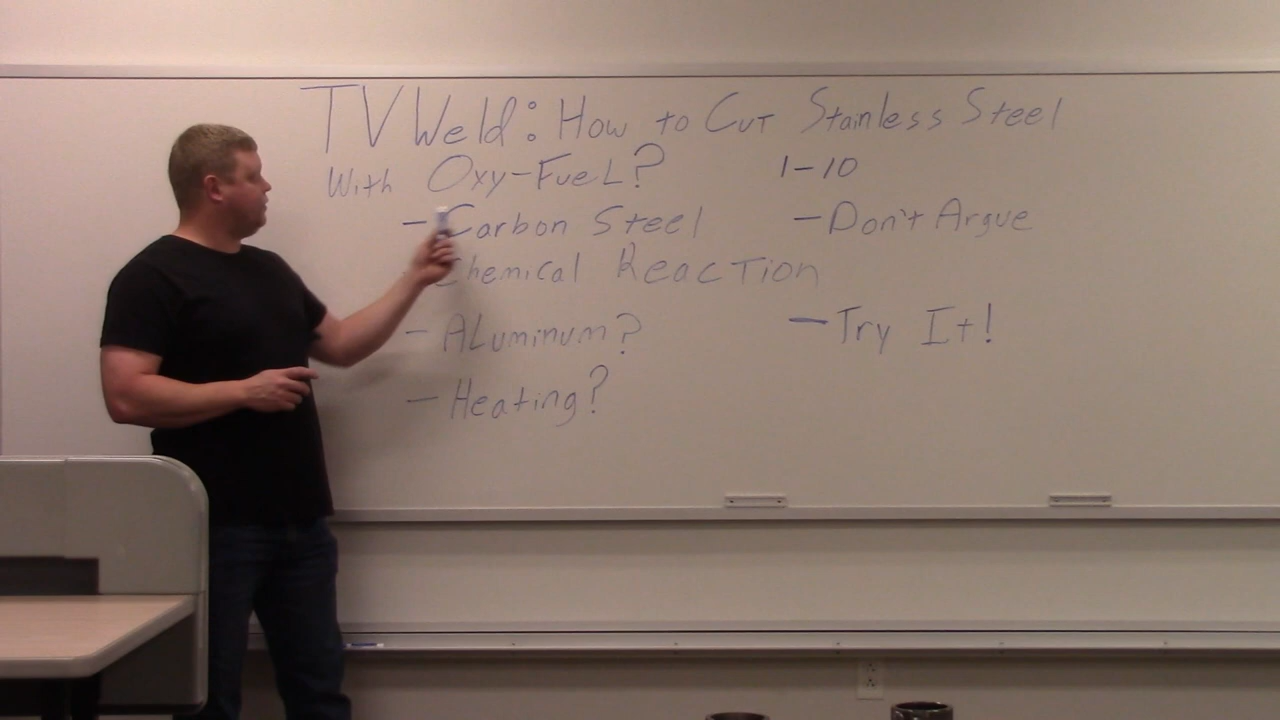 TV Weld: How to Cut Stainless Steel
With Oxy-Fuel? 1-10
- Carbon Steel - Don't Argue
- Chemical Reaction
- Aluminum? - Try It!
- Heating?